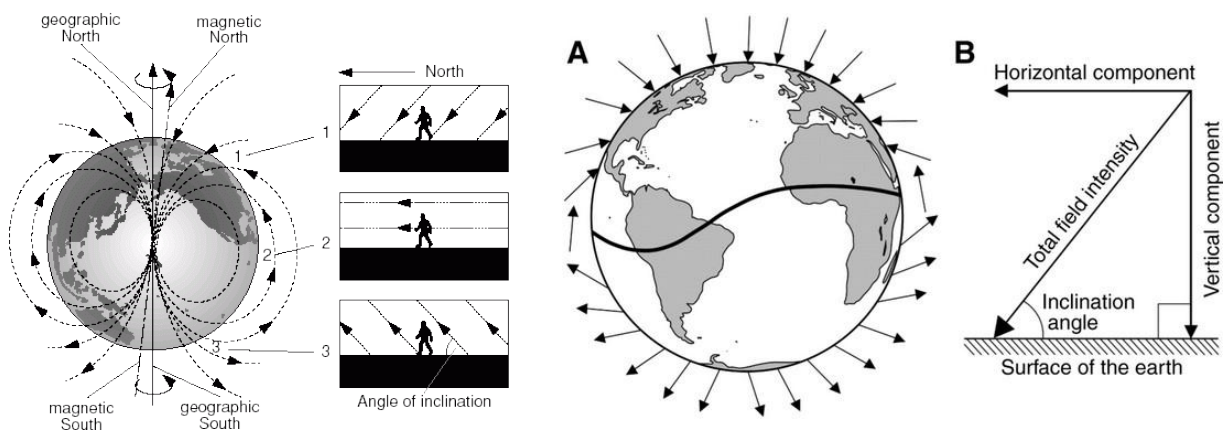 geographic
North
magnetic
North
1
2
3
magnetic
South
geographic
South
North
1
2
3
Angle of inclination
A
B
Horizontal component
Total field intensity
Vertical component
Inclination
angle
Surface of the earth